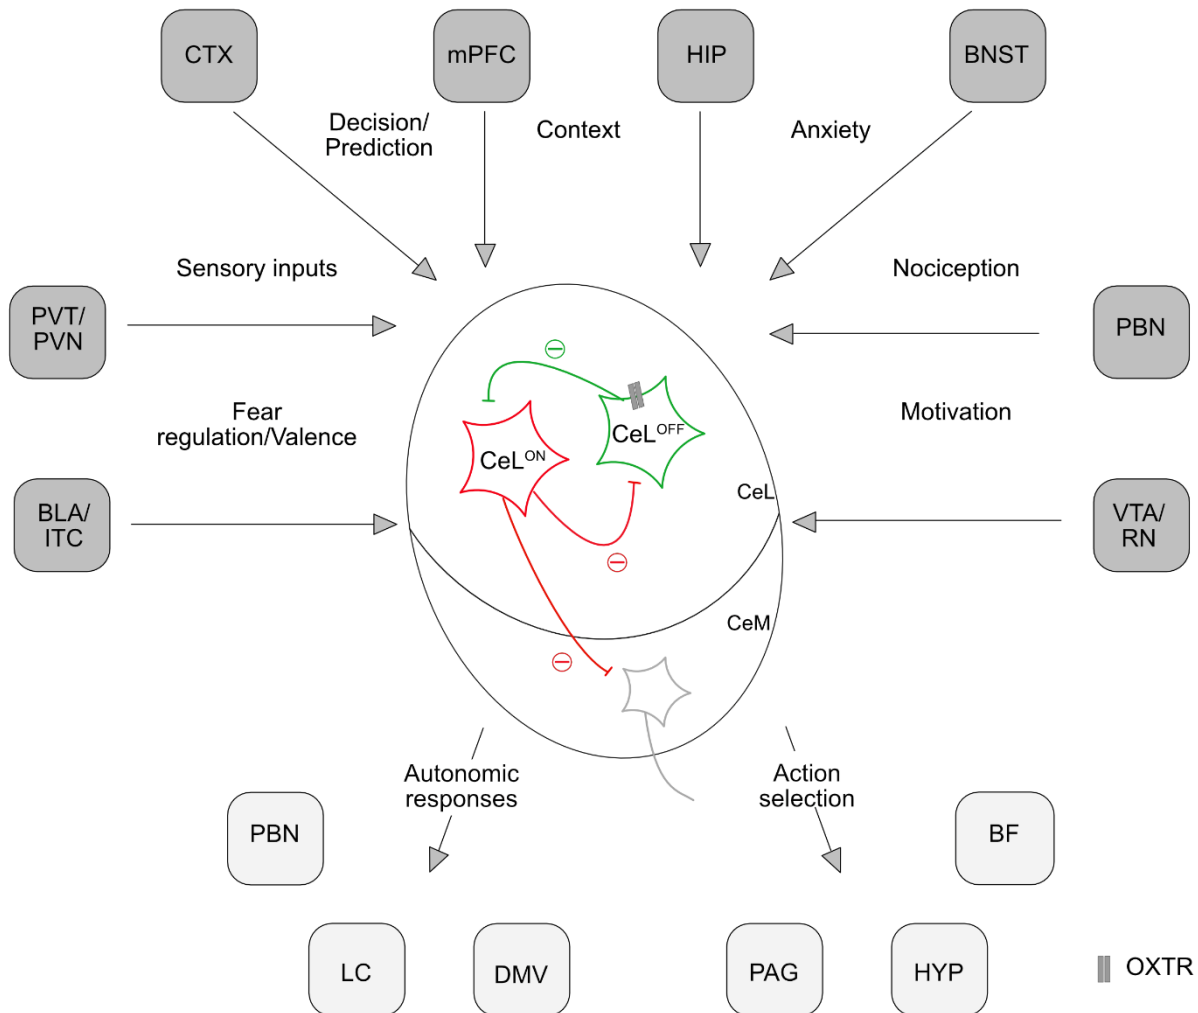 CTX
mPFC
HIP
BNST
Decision/
Prediction
Context
Anxiety
Sensory inputs
Nociception
PVT/
PVN
PBN
Fear
regulation/Valence
Motivation
CeL^ON
CeL^OFF
CeL
BLA/
ITC
VTA/
RN
CeM
Autonomic
responses
Action
selection
PBN
BF
LC
DMV
PAG
HYP
OXTR